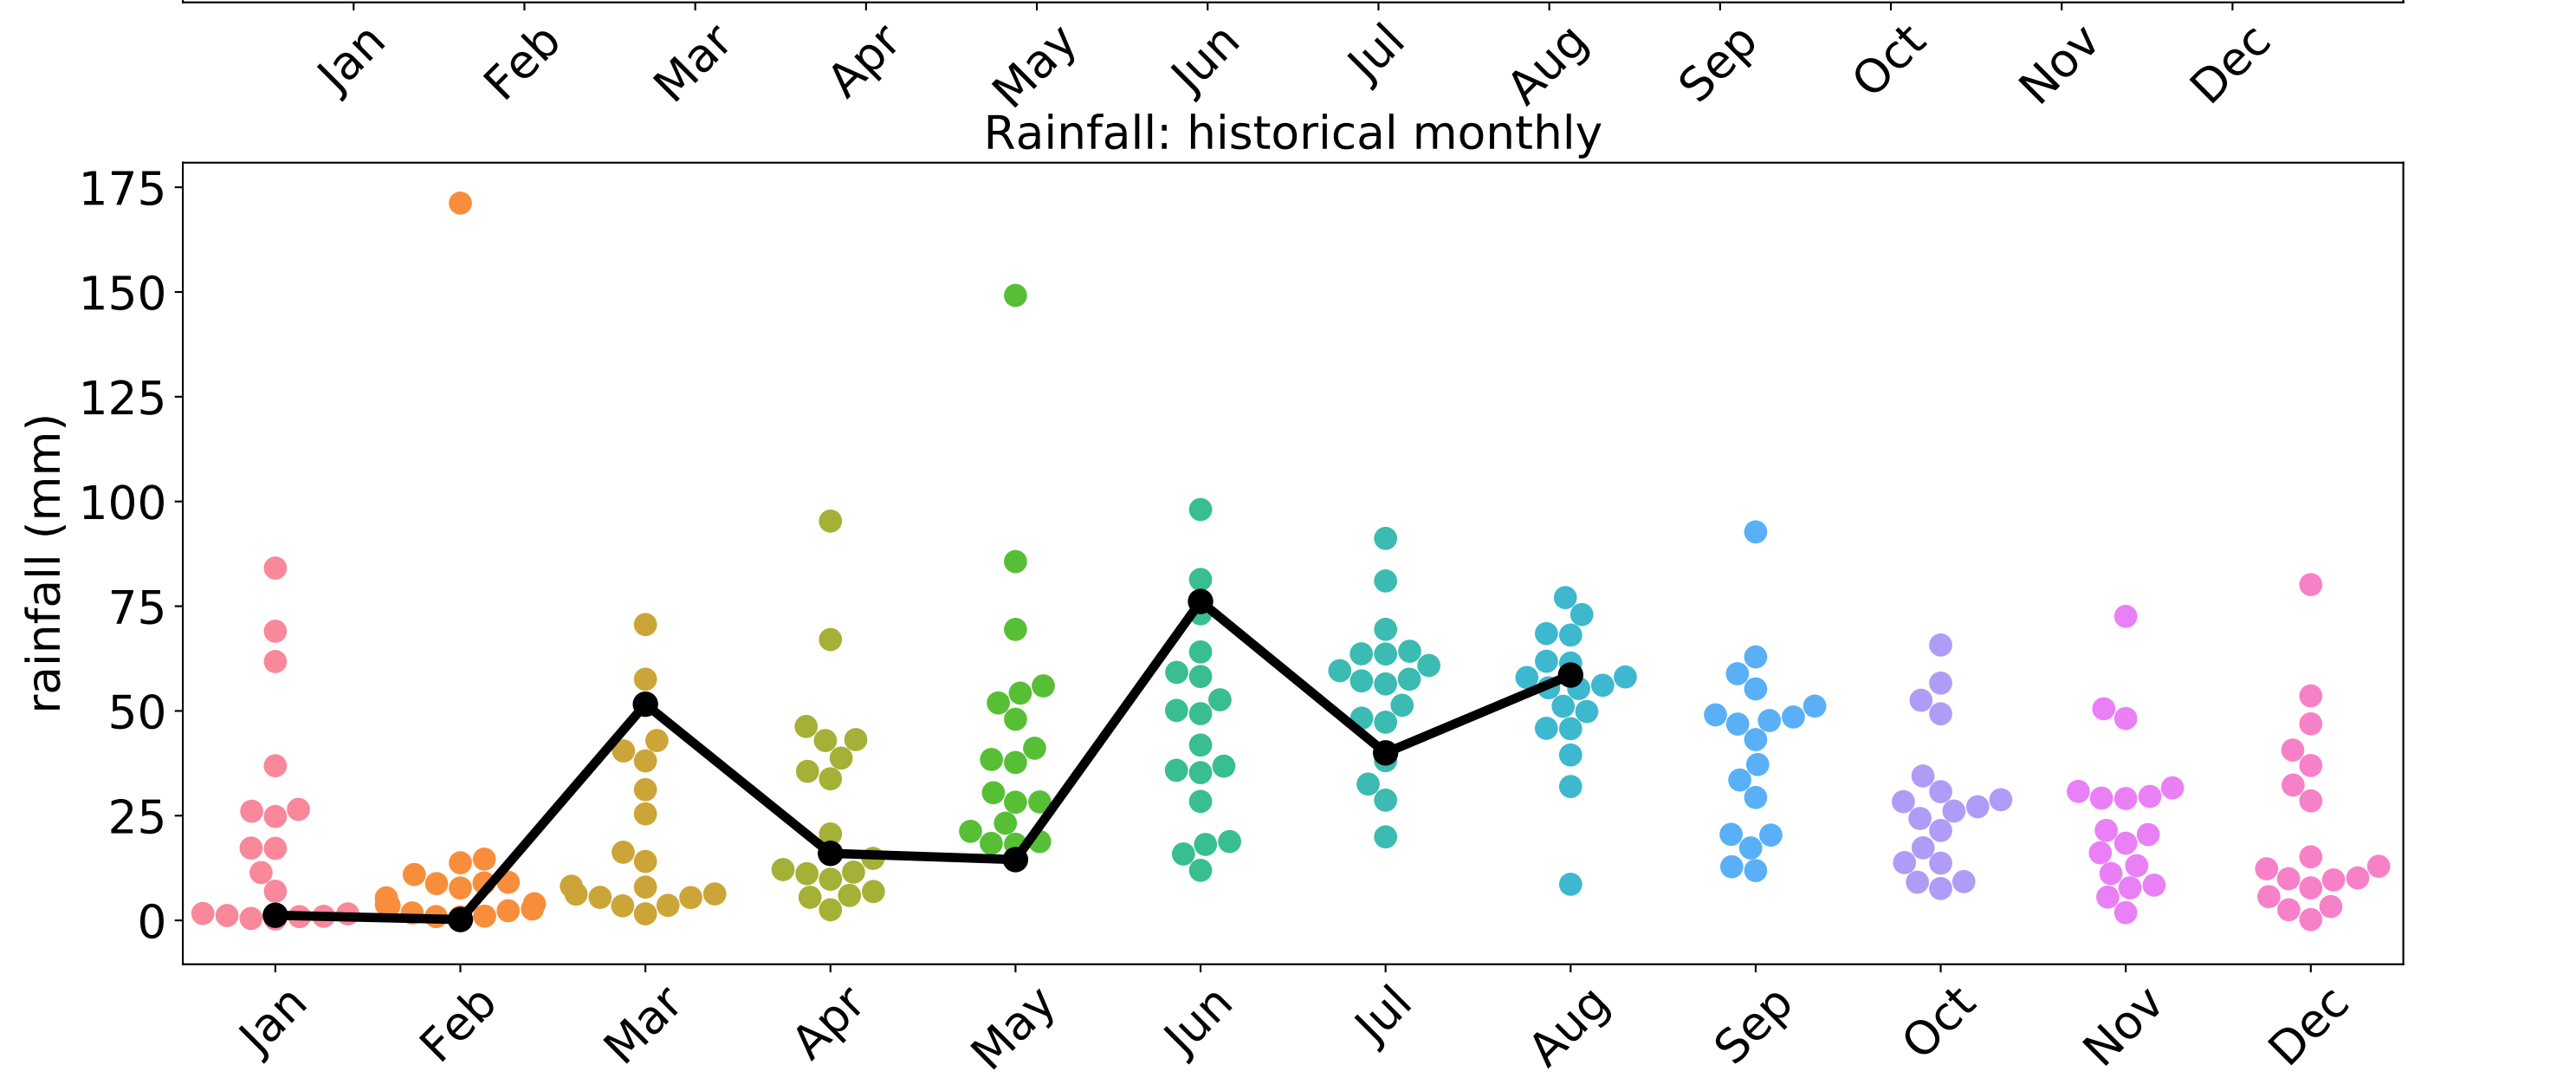 Jan Feb Mar Apr May Jun Jul Aug Sep Oct Nov Dec
Rainfall: historical monthly
rainfall (mm)
175
150
125
100
75
50
25
0
Jan Feb Mar Apr May Jun Jul Aug Sep Oct Nov Dec